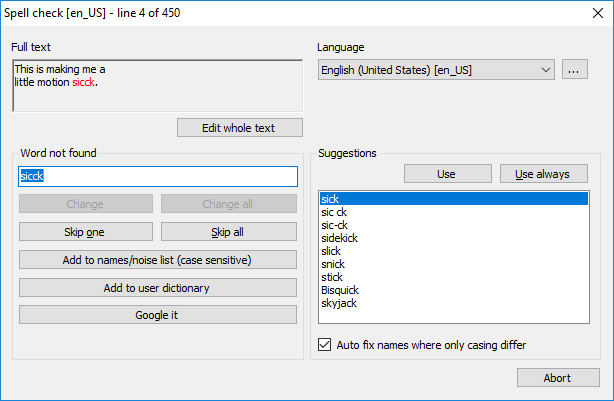 Spell check [en_US] - line 4 of 450
Full text
This is making me a
little motion sicck.
Edit whole text
Language
English (United States) [en_US]
...
Word not found
sicck
Change
Change all
Skip one
Skip all
Add to names/noise list (case sensitive)
Add to user dictionary
Google it
Suggestions
Use
Use always
sick
sic ck
sic-ck
sidekick
slick
snick
stick
Bisquick
skyjack
Auto fix names where only casing differ
Abort